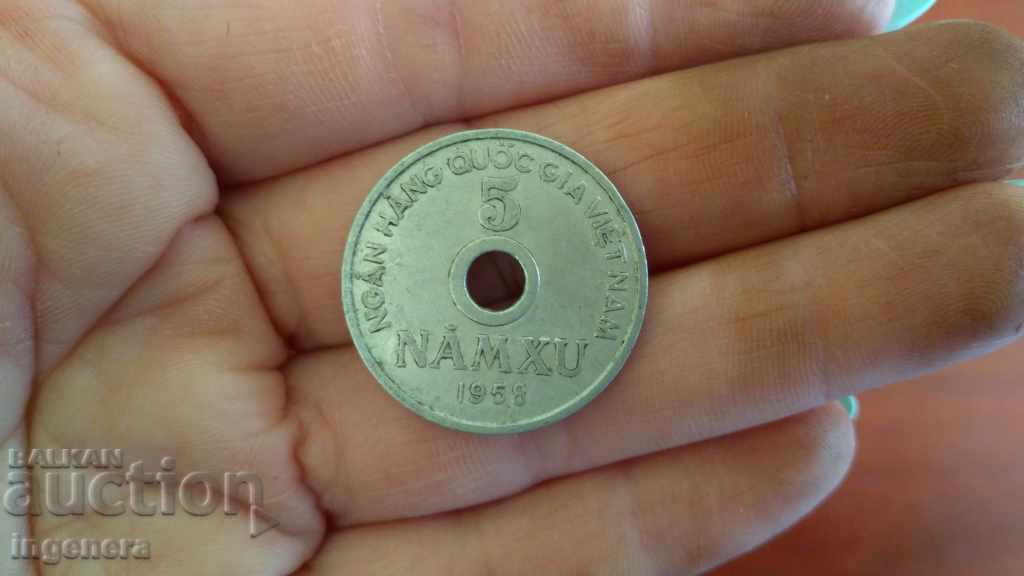 NGÂN HÀNG QUỐC GIA VIỆT NAM
5
NĂM XU
1958
BALKAN
auction
ingenera